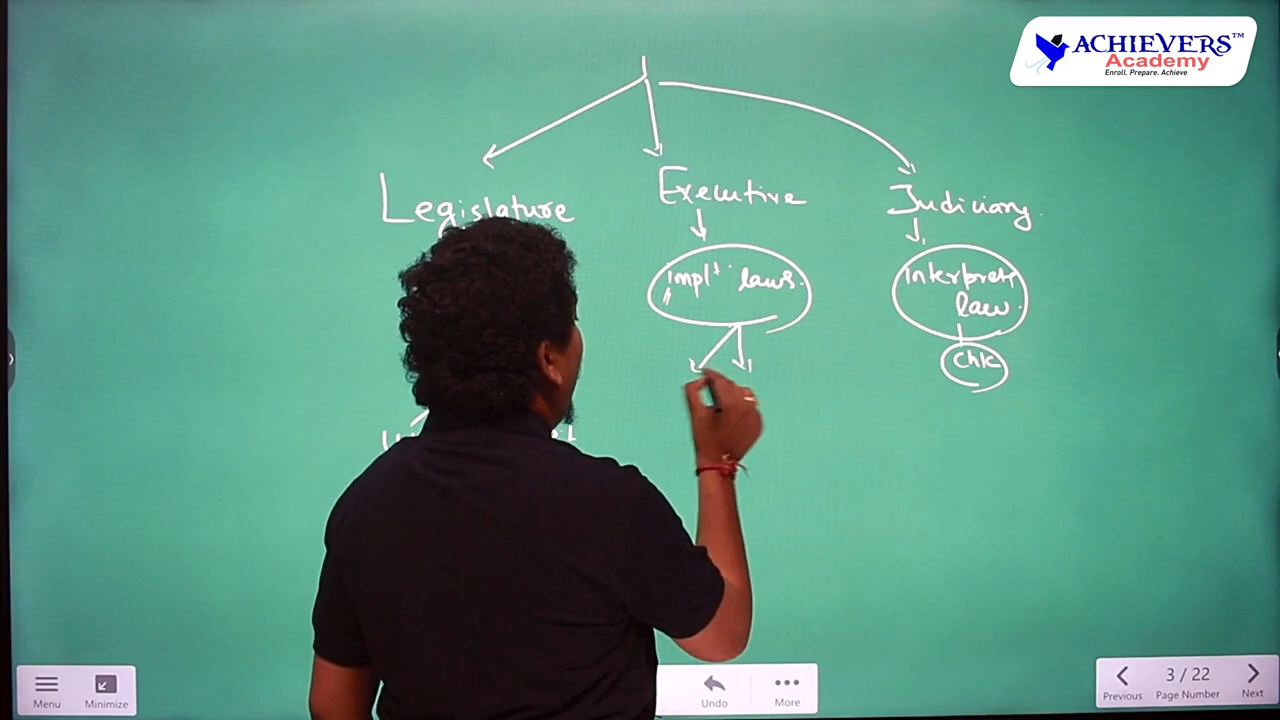 ACHIEVERS™
Academy
Enroll. Prepare. Achieve
Legislature
Executive
Judiciary.
impl^t. laws.
Interprets
law.
chk
Menu
Minimize
Undo
More
Previous
3 / 22
Page Number
Next